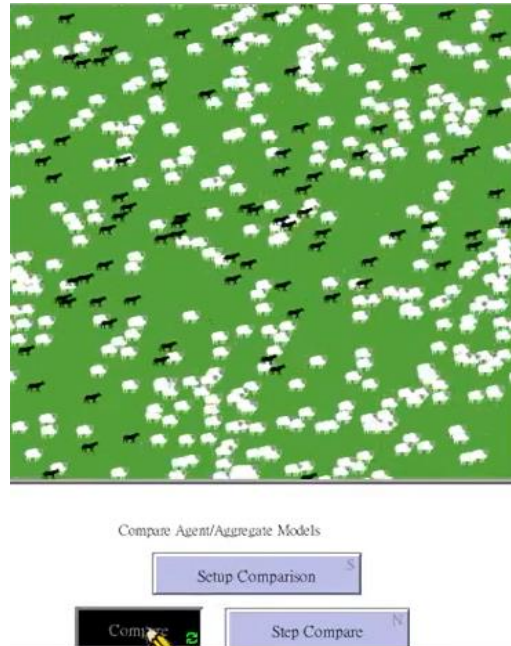 Compare Agent/Aggregate Models
S
Setup Comparison
Compare
N
Step Compare